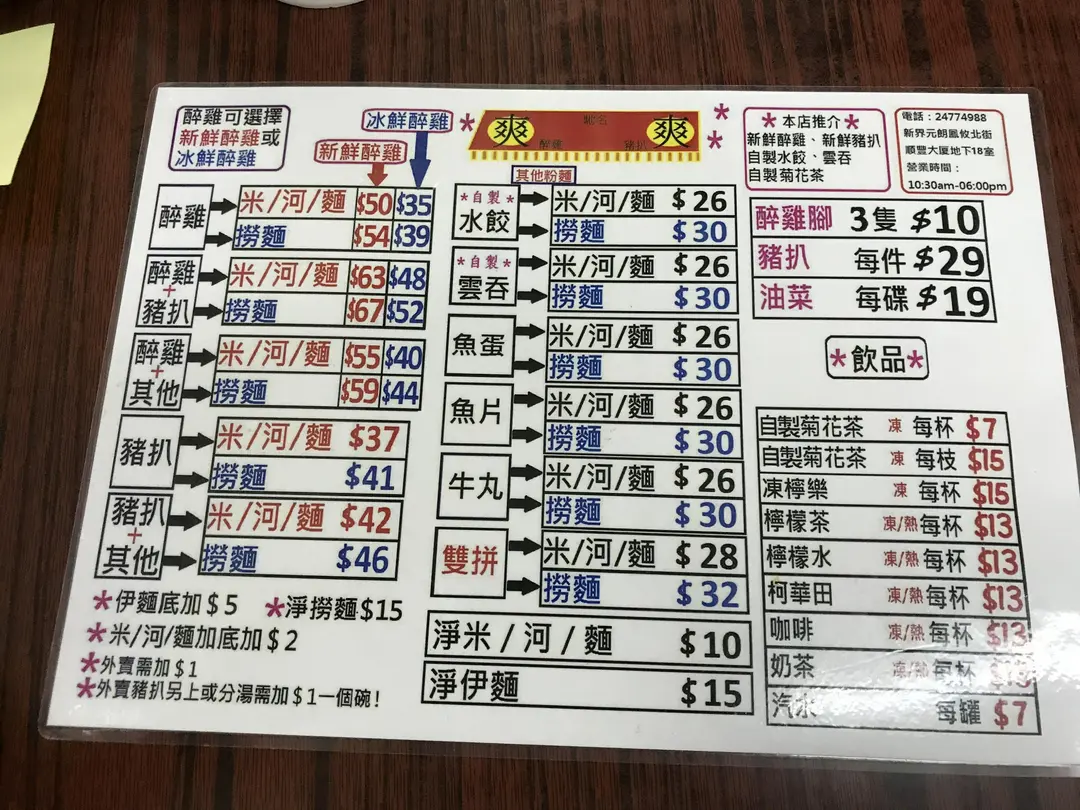 醉雞可選擇
新鮮醉雞或
冰鮮醉雞
冰鮮醉雞
新鮮醉雞
醉雞
米/河/麵 $50 $35
撈麵 $54 $39
醉雞
+
豬扒
米/河/麵 $63 $48
撈麵 $67 $52
醉雞
+
其他
米/河/麵 $55 $40
撈麵 $59 $44
豬扒
米/河/麵 $37
撈麵 $41
豬扒
+
其他
米/河/麵 $42
撈麵 $46
*伊麵底加$5 *淨撈麵$15
*米/河/麵加底加$2
*外賣需加$1
*外賣豬扒另上或分湯需加$1一個碗!
* 爽 馳名 爽 *
醉雞 豬扒 *
其他粉麵
*自製*
水餃
米/河/麵 $26
撈麵 $30
*自製*
雲吞
米/河/麵 $26
撈麵 $30
魚蛋
米/河/麵 $26
撈麵 $30
魚片
米/河/麵 $26
撈麵 $30
牛丸
米/河/麵 $26
撈麵 $30
雙拼
米/河/麵 $28
撈麵 $32
淨米/河/麵 $10
淨伊麵 $15
*本店推介*
新鮮醉雞、新鮮豬扒
自製水餃、雲吞
自製菊花茶
電話:24774988
新界元朗鳳攸北街
順豐大廈地下18室
營業時間:
10:30am-06:00pm
醉雞腳 3隻 $10
豬扒 每件 $29
油菜 每碟 $19
*飲品*
自製菊花茶 凍 每杯 $7
自製菊花茶 凍 每枝 $15
凍檸樂 凍 每杯 $15
檸檬茶 凍/熱 每杯 $13
檸檬水 凍/熱 每杯 $13
柯華田 凍/熱 每杯 $13
咖啡 凍/熱 每杯 $13
奶茶 凍/熱 每杯
汽水 每罐 $7